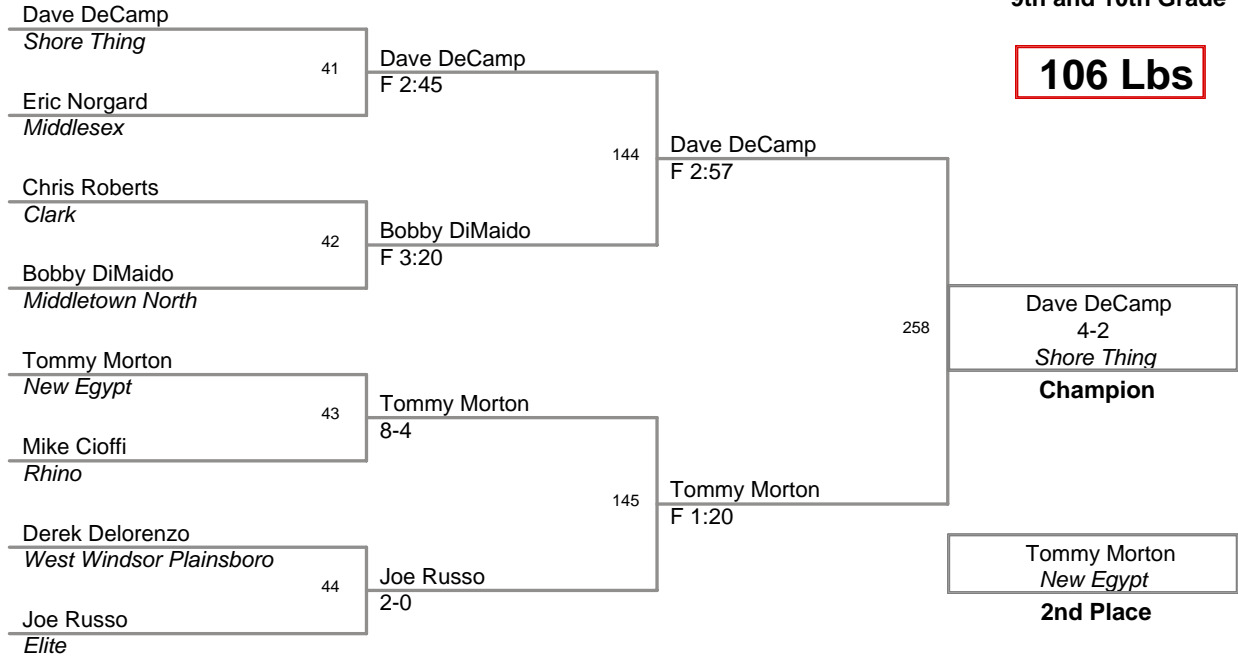 9th and 10th Grade
106 Lbs
Dave DeCamp
Shore Thing
41
Eric Norgard
Middlesex
Dave DeCamp
F 2:45
Chris Roberts
Clark
42
Bobby DiMaido
Middletown North
Bobby DiMaido
F 3:20
144
Dave DeCamp
F 2:57
Tommy Morton
New Egypt
43
Mike Cioffi
Rhino
Tommy Morton
8-4
Derek Delorenzo
West Windsor Plainsboro
44
Joe Russo
Elite
Joe Russo
2-0
145
Tommy Morton
F 1:20
258
Dave DeCamp
4-2
Shore Thing
Champion
Tommy Morton
New Egypt
2nd Place